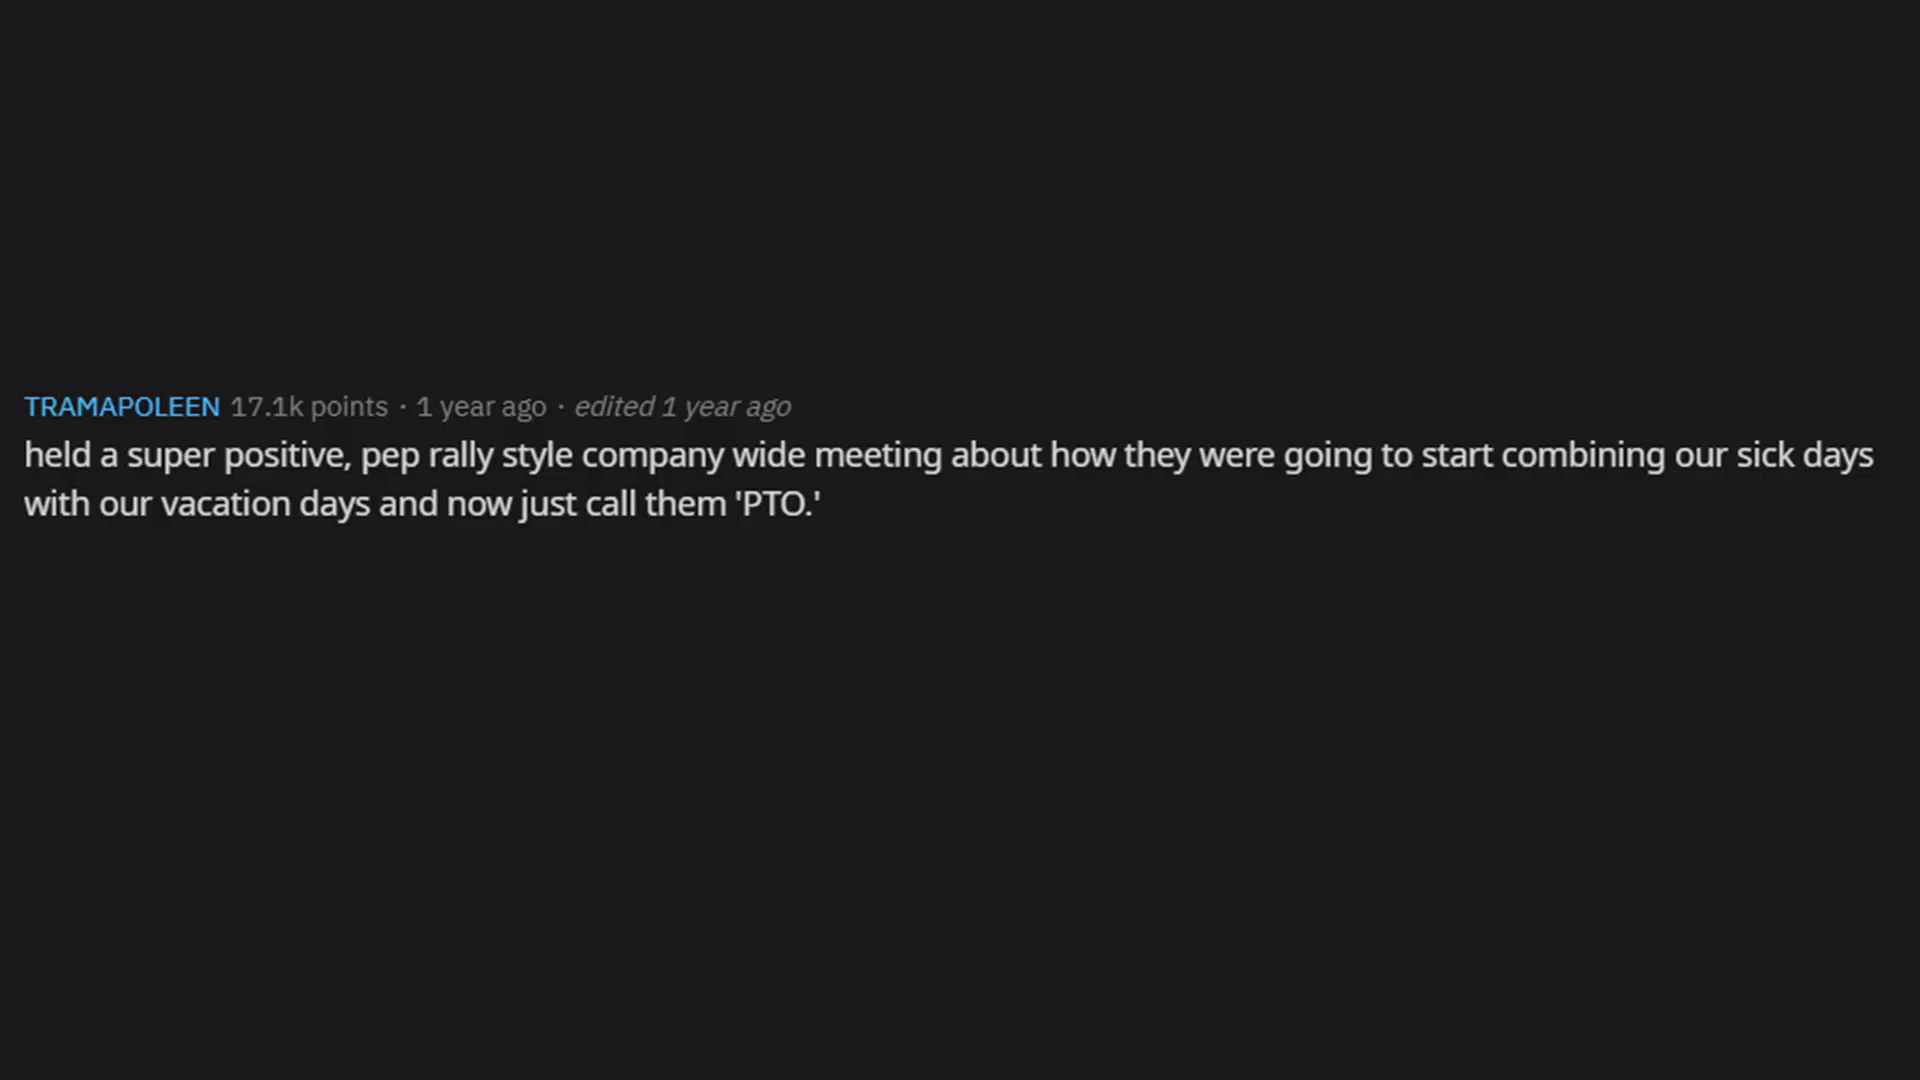 TRAMAPOLEEN 17.1k points · 1 year ago · edited 1 year ago
held a super positive, pep rally style company wide meeting about how they were going to start combining our sick days
with our vacation days and now just call them 'PTO.'